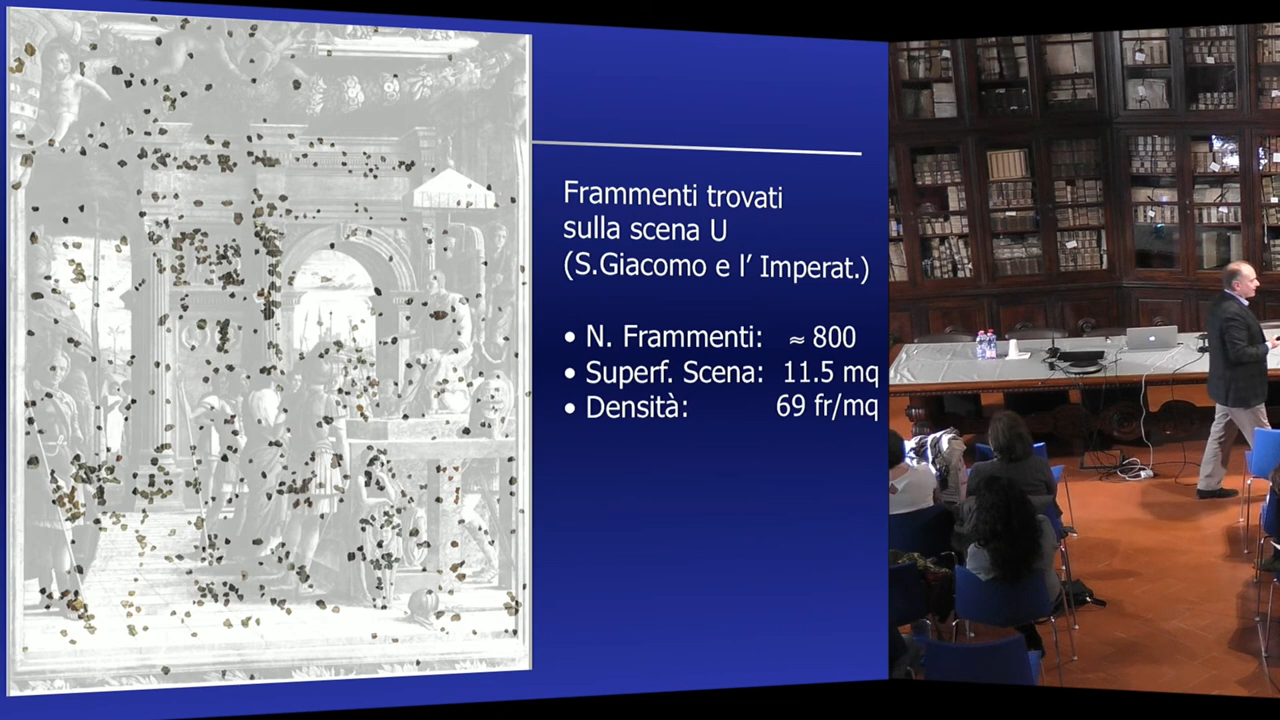 Frammenti trovati
sulla scena U
(S.Giacomo e l’ Imperat.)
• N. Frammenti: ≈ 800
• Superf. Scena: 11.5 mq
• Densità: 69 fr/mq